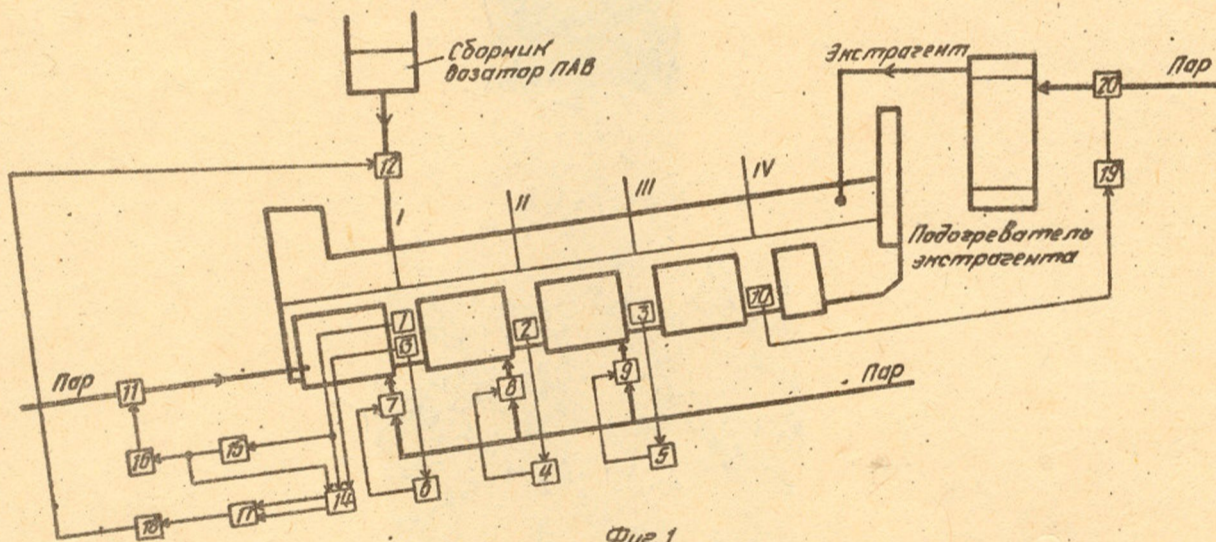 Сборник
дозатор ПАВ
Экстрагент
Пар
20
12
19
I
II
III
IV
Подогреватель
экстрагента
1
2
3
10
13
Пар
11
7
8
9
Пар
16
15
14
6
4
5
18
17
Фиг.1